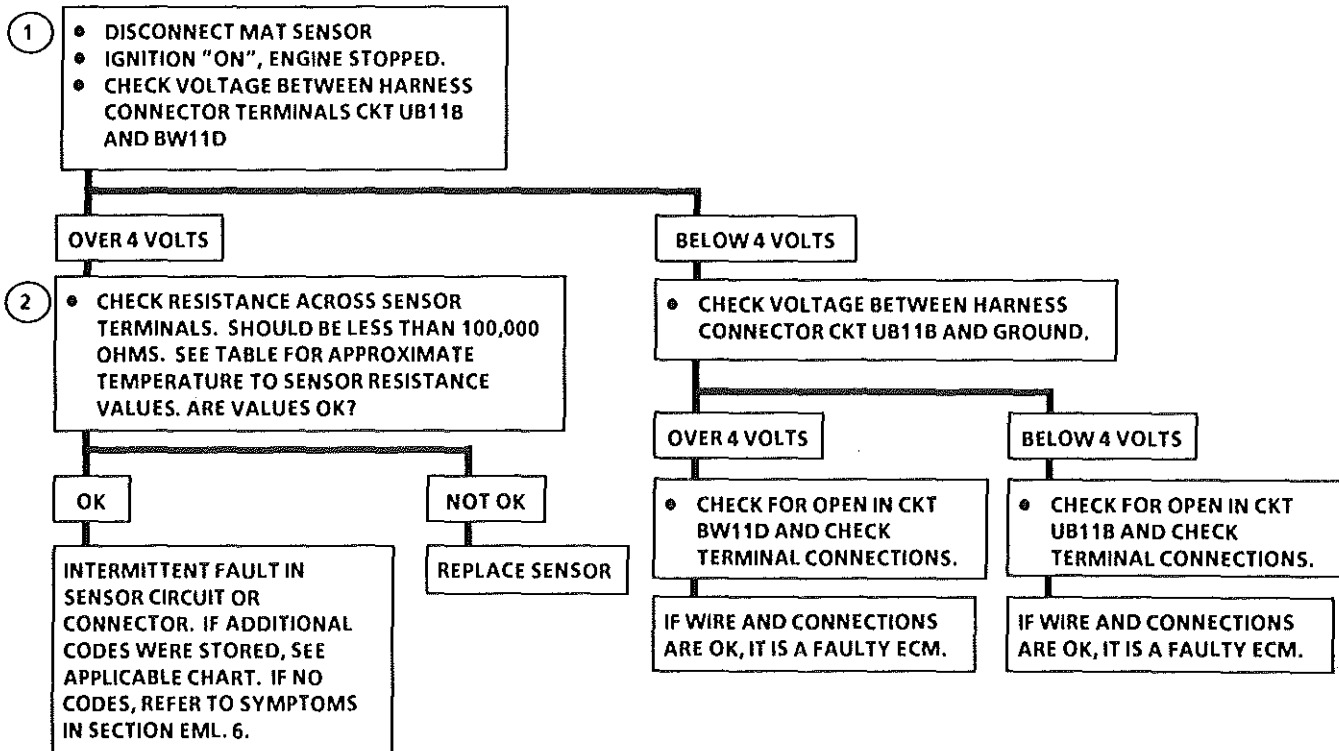 1
• DISCONNECT MAT SENSOR
• IGNITION "ON", ENGINE STOPPED.
• CHECK VOLTAGE BETWEEN HARNESS
CONNECTOR TERMINALS CKT UB11B
AND BW11D
OVER 4 VOLTS
BELOW 4 VOLTS
2
• CHECK RESISTANCE ACROSS SENSOR
TERMINALS. SHOULD BE LESS THAN 100,000
OHMS. SEE TABLE FOR APPROXIMATE
TEMPERATURE TO SENSOR RESISTANCE
VALUES. ARE VALUES OK?
• CHECK VOLTAGE BETWEEN HARNESS
CONNECTOR CKT UB11B AND GROUND.
OK
NOT OK
OVER 4 VOLTS
BELOW 4 VOLTS
INTERMITTENT FAULT IN
SENSOR CIRCUIT OR
CONNECTOR. IF ADDITIONAL
CODES WERE STORED, SEE
APPLICABLE CHART. IF NO
CODES, REFER TO SYMPTOMS
IN SECTION EML. 6.
REPLACE SENSOR
• CHECK FOR OPEN IN CKT
BW11D AND CHECK
TERMINAL CONNECTIONS.
• CHECK FOR OPEN IN CKT
UB11B AND CHECK
TERMINAL CONNECTIONS.
IF WIRE AND CONNECTIONS
ARE OK, IT IS A FAULTY ECM.
IF WIRE AND CONNECTIONS
ARE OK, IT IS A FAULTY ECM.